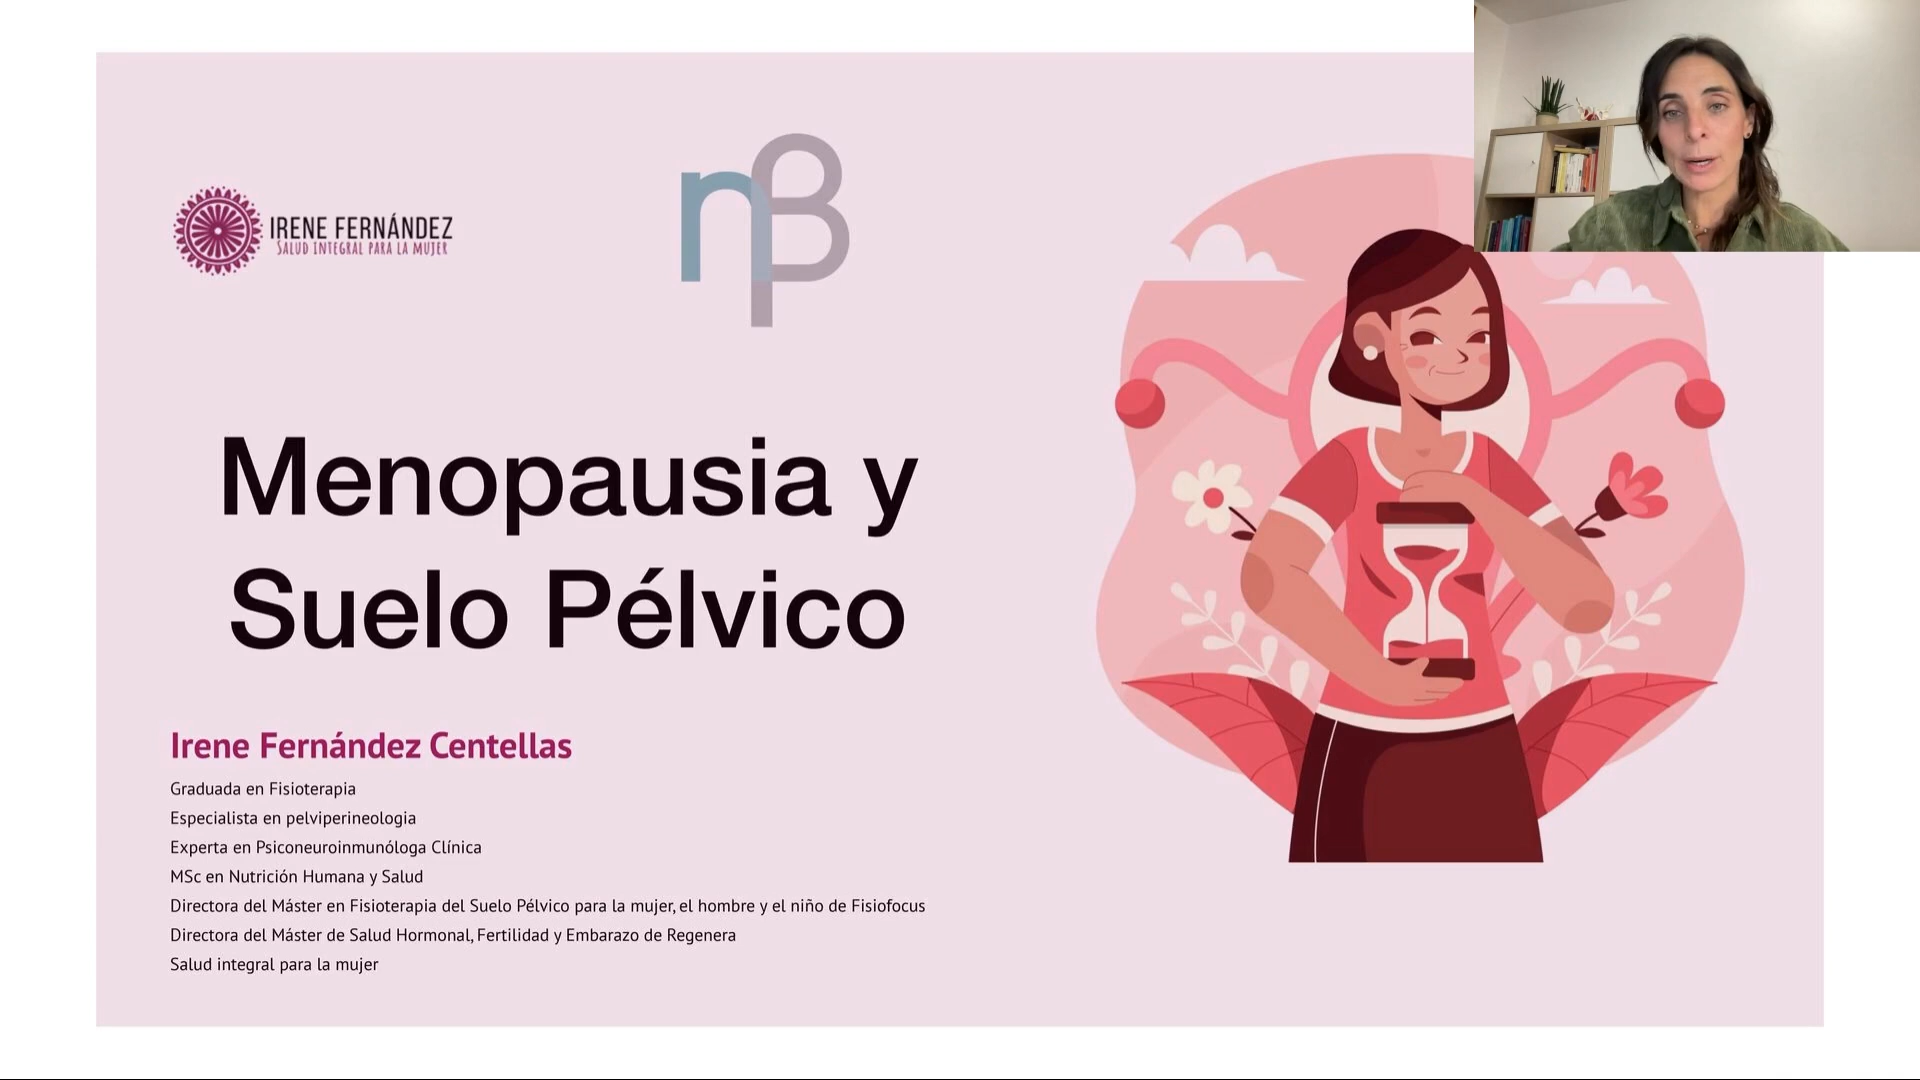 IRENE FERNÁNDEZ
SALUD INTEGRAL PARA LA MUJER
nβ
Menopausia y
Suelo Pélvico
Irene Fernández Centellas
Graduada en Fisioterapia
Especialista en pelviperineologia
Experta en Psiconeuroinmunóloga Clínica
MSc en Nutrición Humana y Salud
Directora del Máster en Fisioterapia del Suelo Pélvico para la mujer, el hombre y el niño de Fisiofocus
Directora del Máster de Salud Hormonal, Fertilidad y Embarazo de Regenera
Salud integral para la mujer